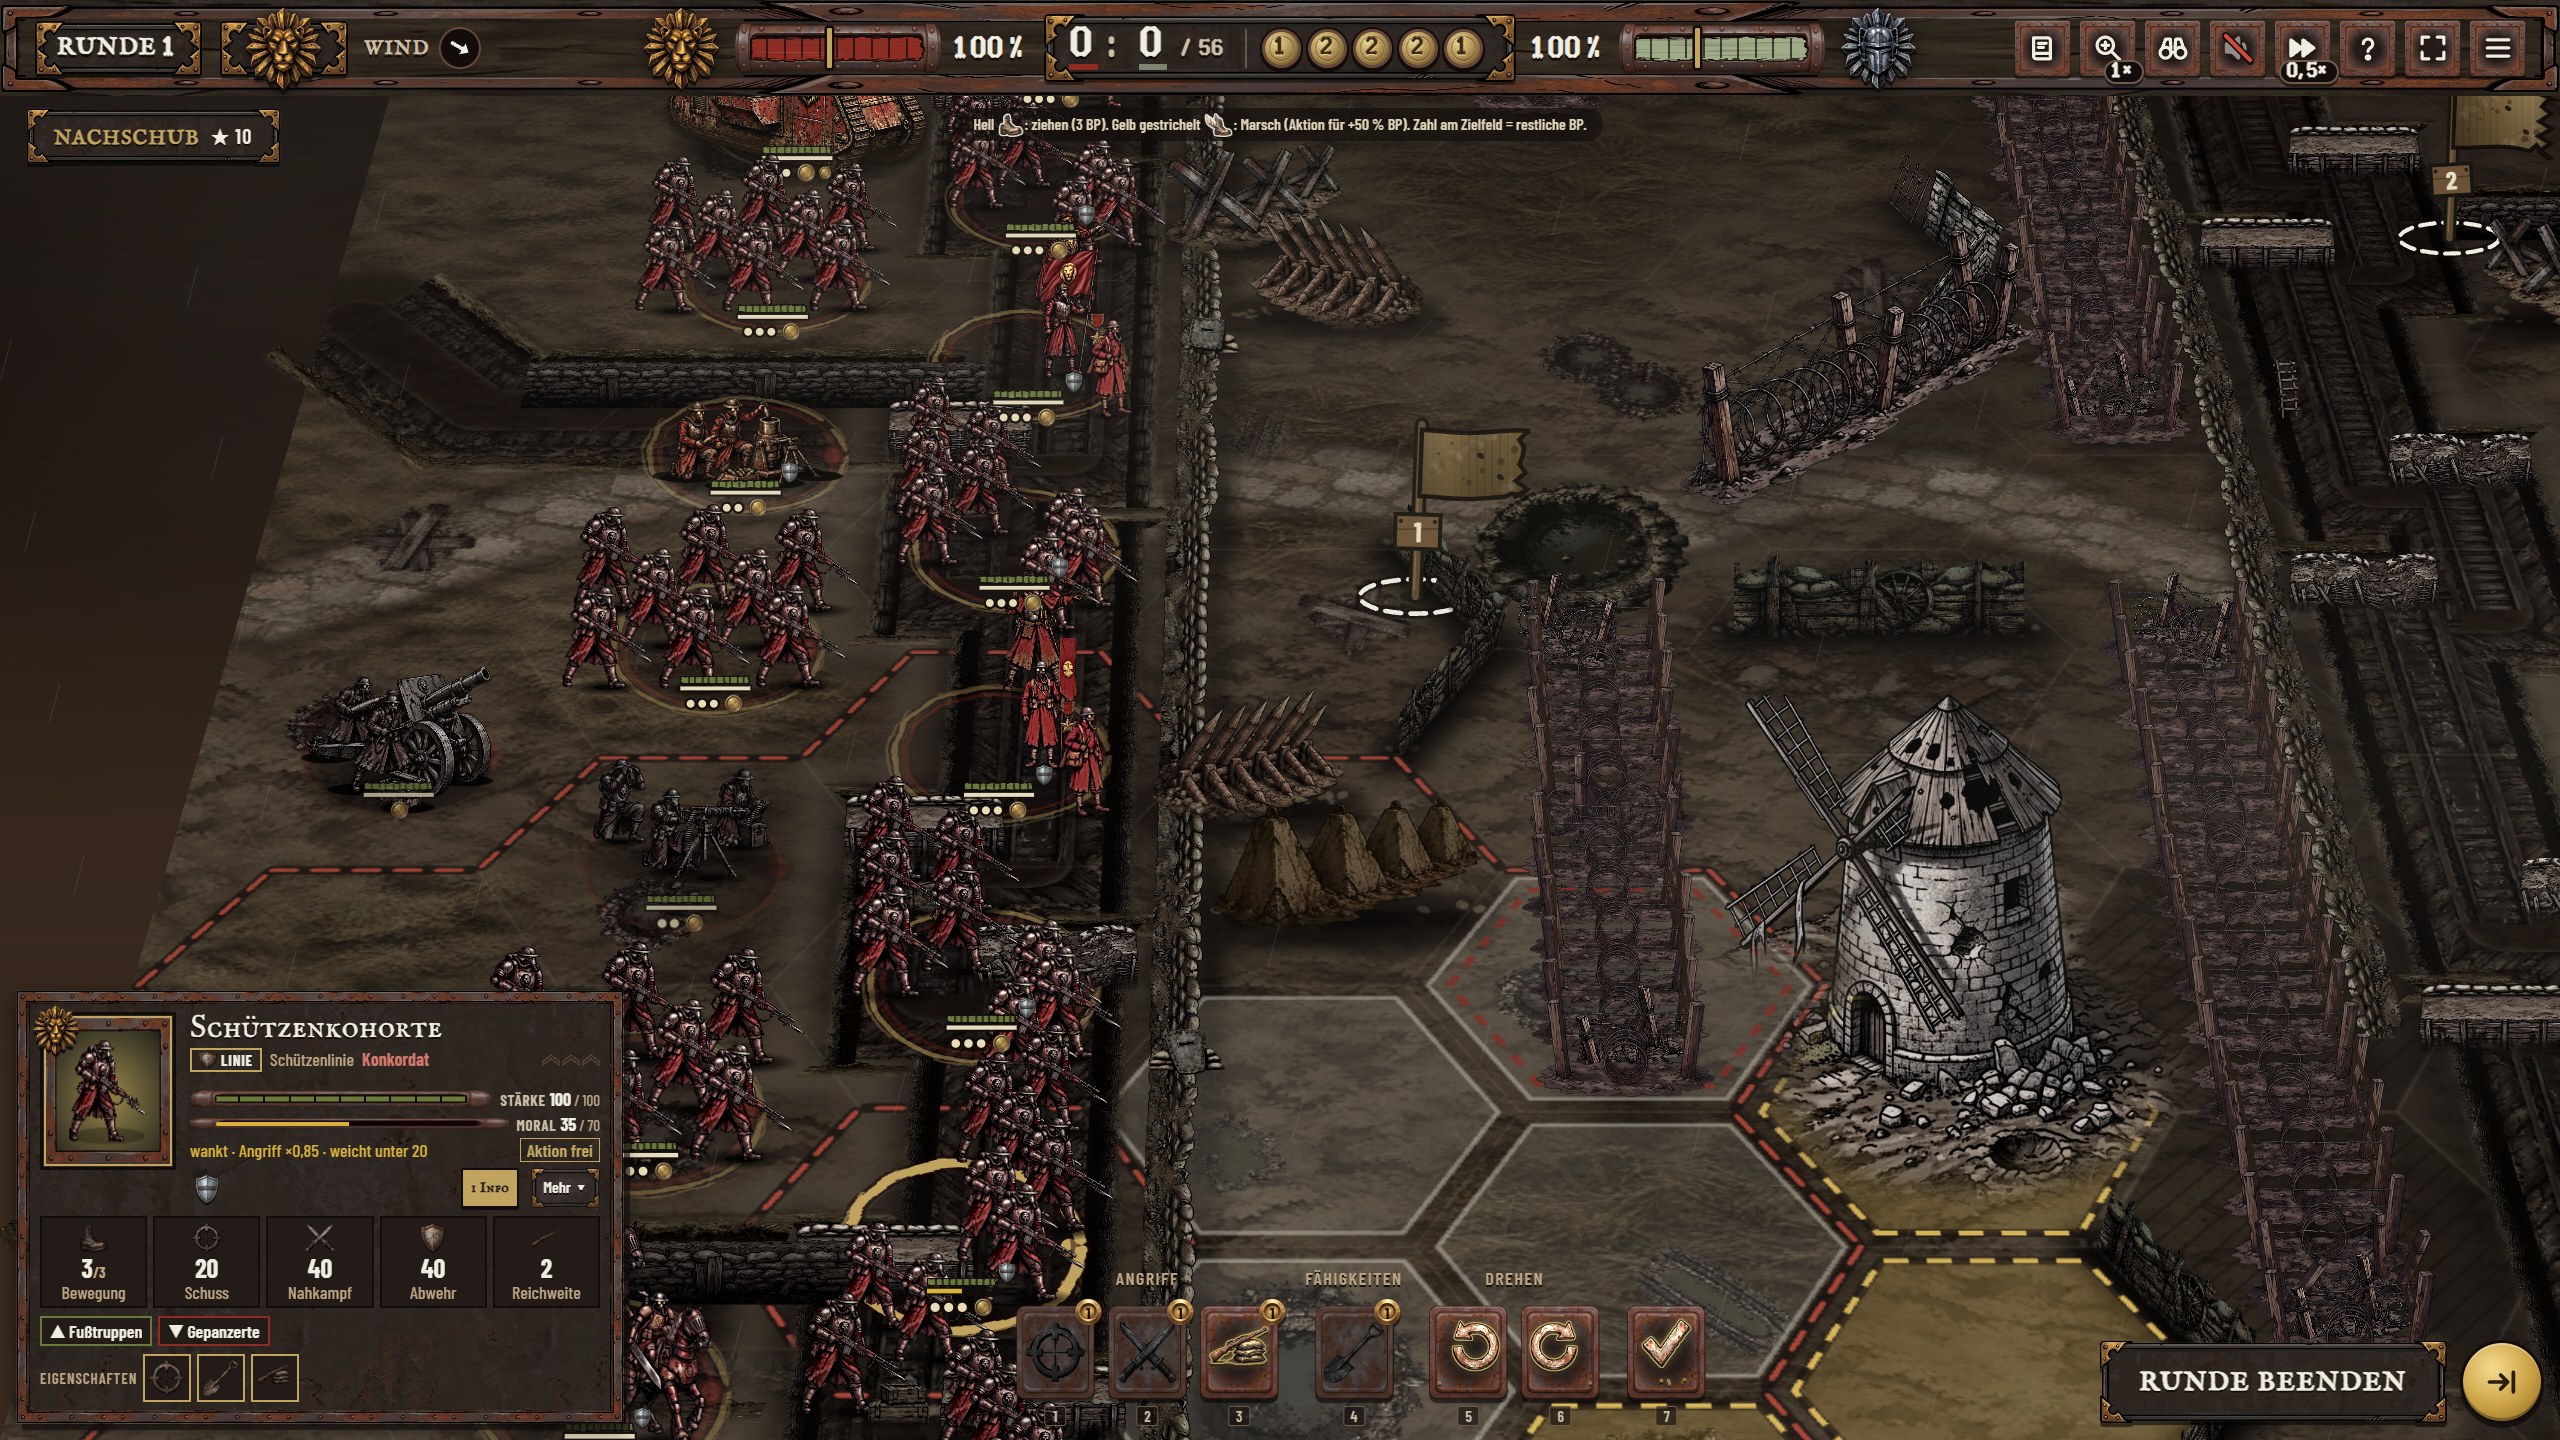 RUNDE 1
WIND
100 %
0 : 0 / 56
1 2 2 2 1
100 %
1×
0,5×
?
NACHSCHUB ★ 10
Hell : ziehen (3 BP). Gelb gestrichelt : Marsch (Aktion für +50 % BP). Zahl am Zielfeld = restliche BP.
2
1
SCHÜTZENKOHORTE
LINIE Schützenlinie Konkordat
STÄRKE 100 / 100
MORAL 35 / 70
wankt · Angriff ×0,85 · weicht unter 20
Aktion frei
1 INFO
Mehr ▾
3/3 20 40 40 2
Bewegung Schuss Nahkampf Abwehr Reichweite
▲ Fußtruppen ▼ Gepanzerte
EIGENSCHAFTEN
ANGRIFF FÄHIGKEITEN DREHEN
1 1 1 1
1 2 3 4 5 6 7
RUNDE BEENDEN